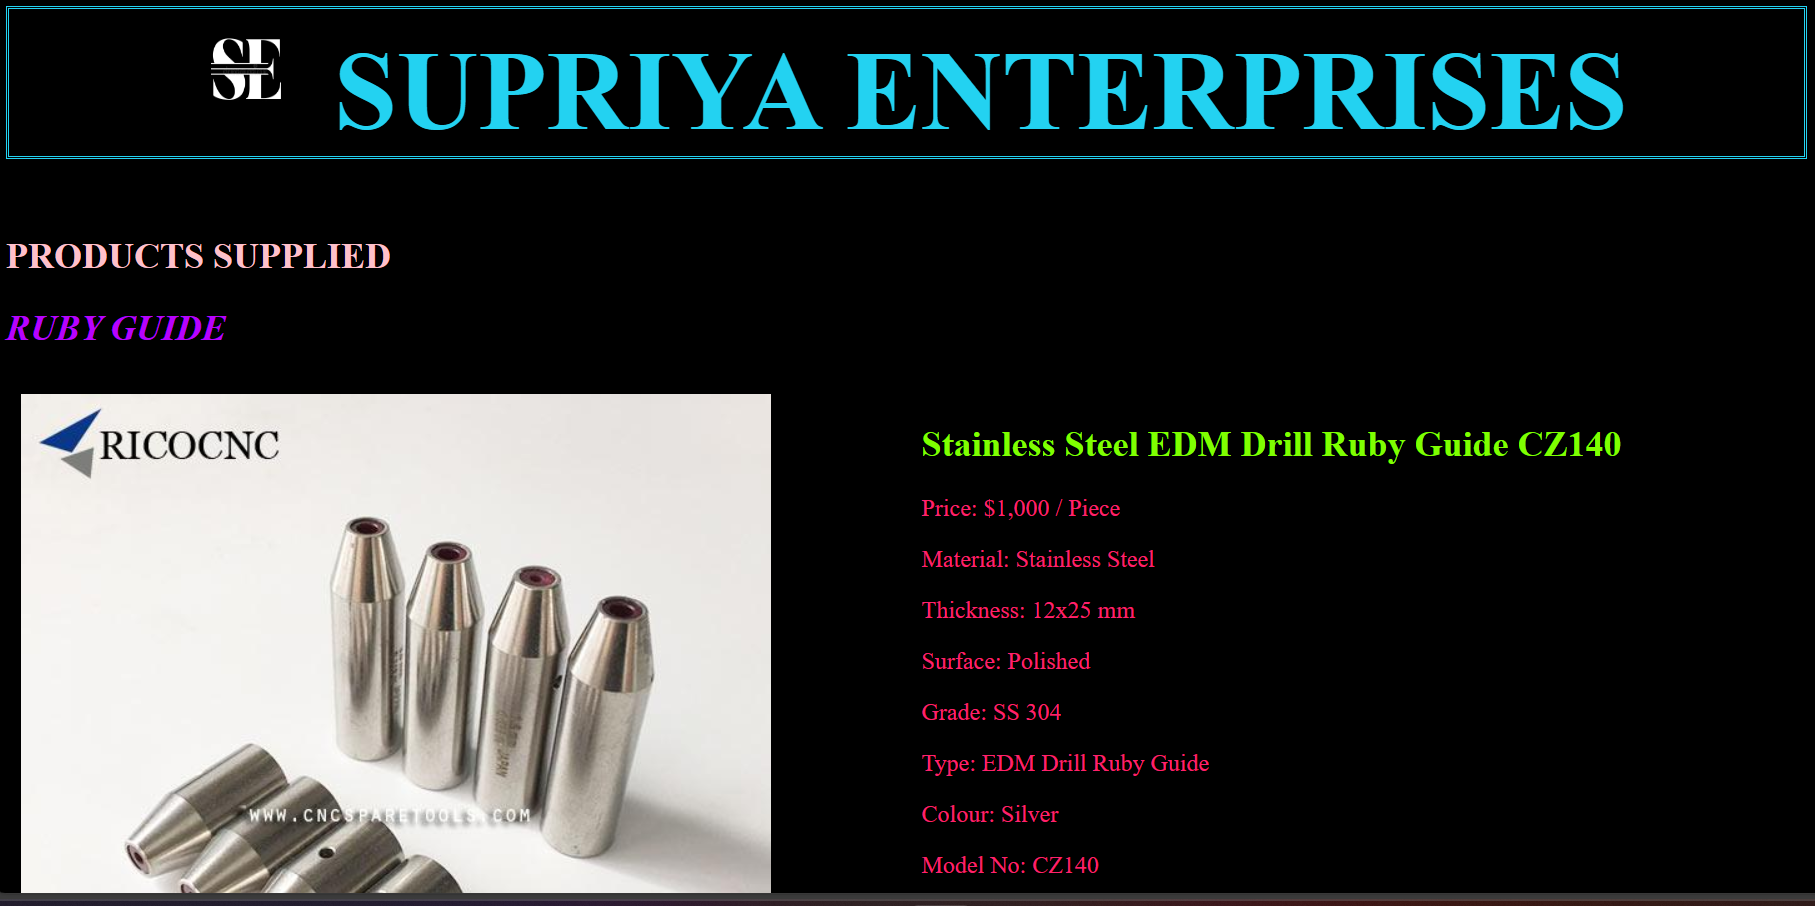 SE
SUPRIYA ENTERPRISES
PRODUCTS SUPPLIED
RUBY GUIDE
RICOCNC
WWW.CNCSPARETOOLS.COM
Stainless Steel EDM Drill Ruby Guide CZ140
Price: $1,000 / Piece
Material: Stainless Steel
Thickness: 12x25 mm
Surface: Polished
Grade: SS 304
Type: EDM Drill Ruby Guide
Colour: Silver
Model No: CZ140